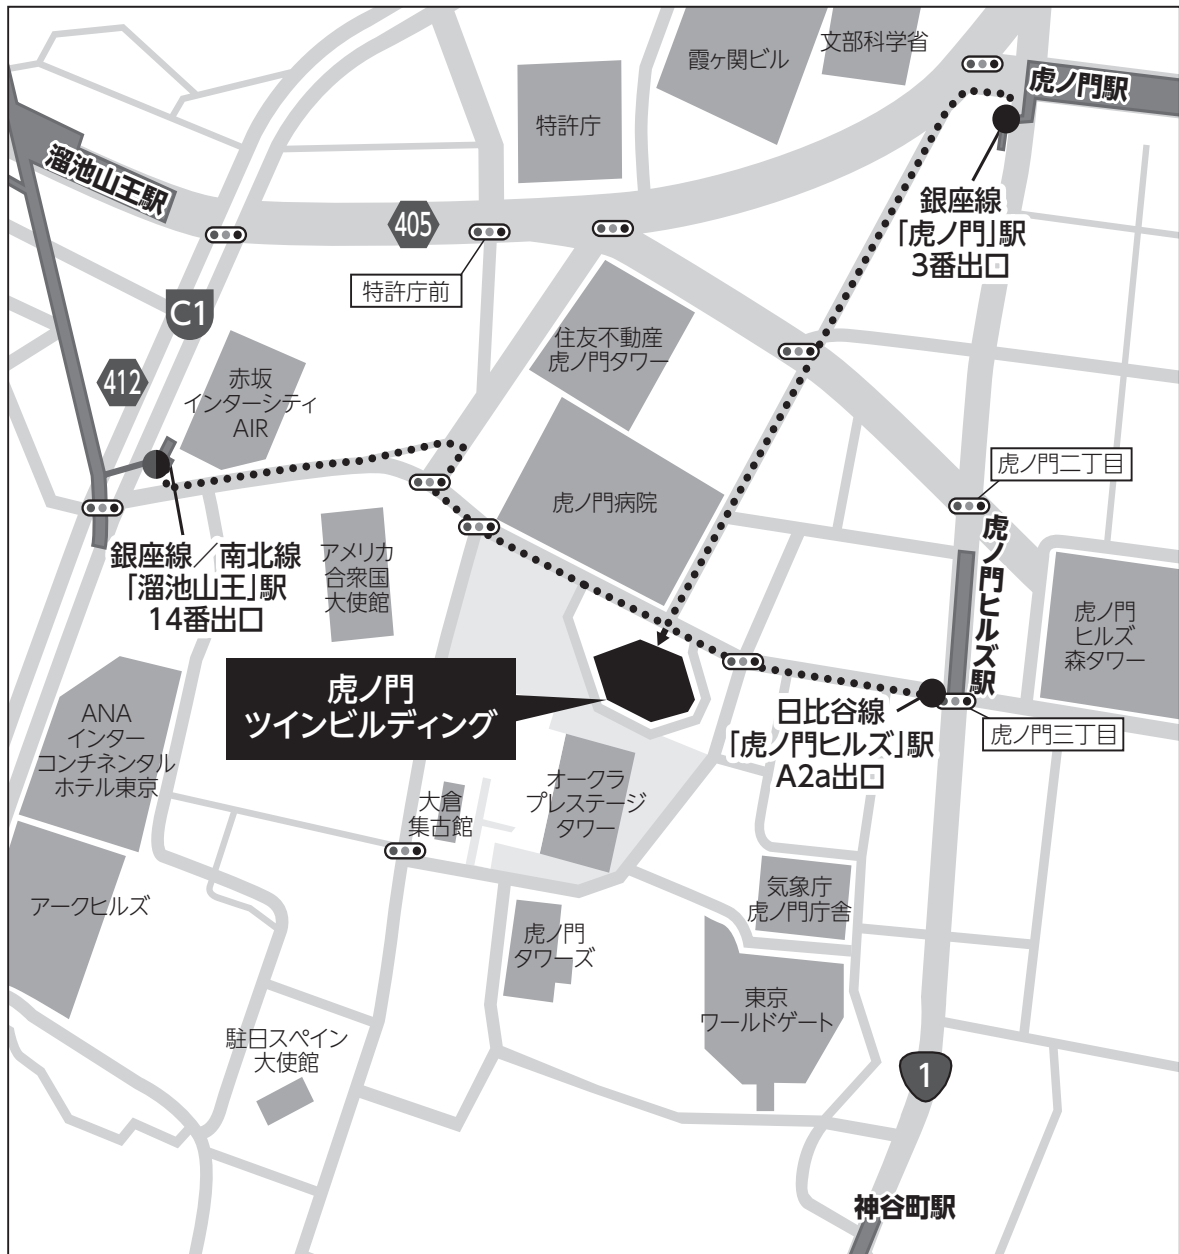 霞ヶ関ビル
文部科学省
虎ノ門駅
特許庁
溜池山王駅
405
銀座線
「虎ノ門」駅
3番出口
特許庁前
C1
住友不動産
虎ノ門タワー
412
赤坂
インターシティ
AIR
虎ノ門二丁目
虎ノ門病院
虎ノ門ヒルズ駅
銀座線／南北線
「溜池山王」駅
14番出口
アメリカ
合衆国
大使館
虎ノ門
ヒルズ
森タワー
虎ノ門
ツインビルディング
日比谷線
「虎ノ門ヒルズ」駅
A2a出口
虎ノ門三丁目
ANA
インター
コンチネンタル
ホテル東京
オークラ
プレステージ
タワー
大倉
集古館
アークヒルズ
気象庁
虎ノ門庁舎
虎ノ門
タワーズ
東京
ワールドゲート
駐日スペイン
大使館
1
神谷町駅